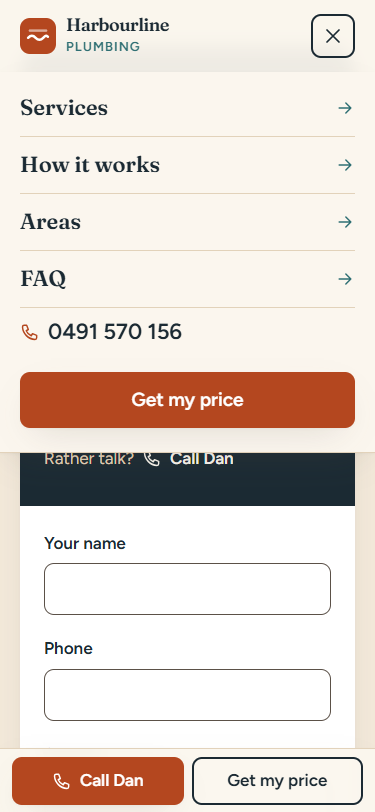 Harbourline
PLUMBING
Services
How it works
Areas
FAQ
0491 570 156
Get my price
Rather talk? Call Dan
Your name
Phone
Call Dan
Get my price